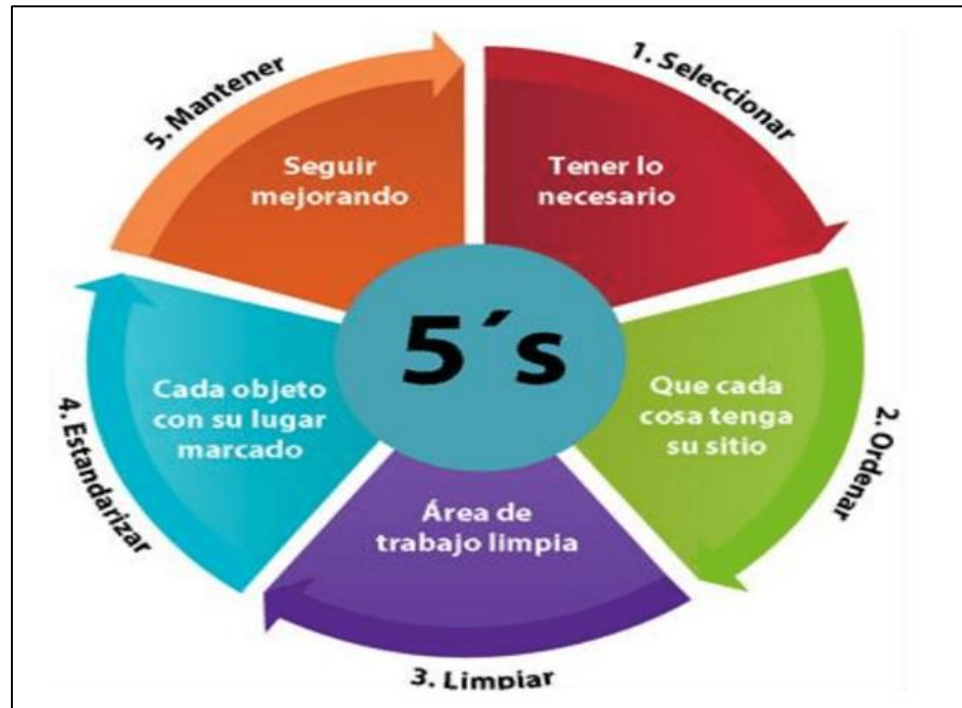 1. Seleccionar
Tener lo
necesario
2. Ordenar
Que cada
cosa tenga
su sitio
3. Limpiar
Área de
trabajo limpia
4. Estandarizar
Cada objeto
con su lugar
marcado
5. Mantener
Seguir
mejorando
5´s